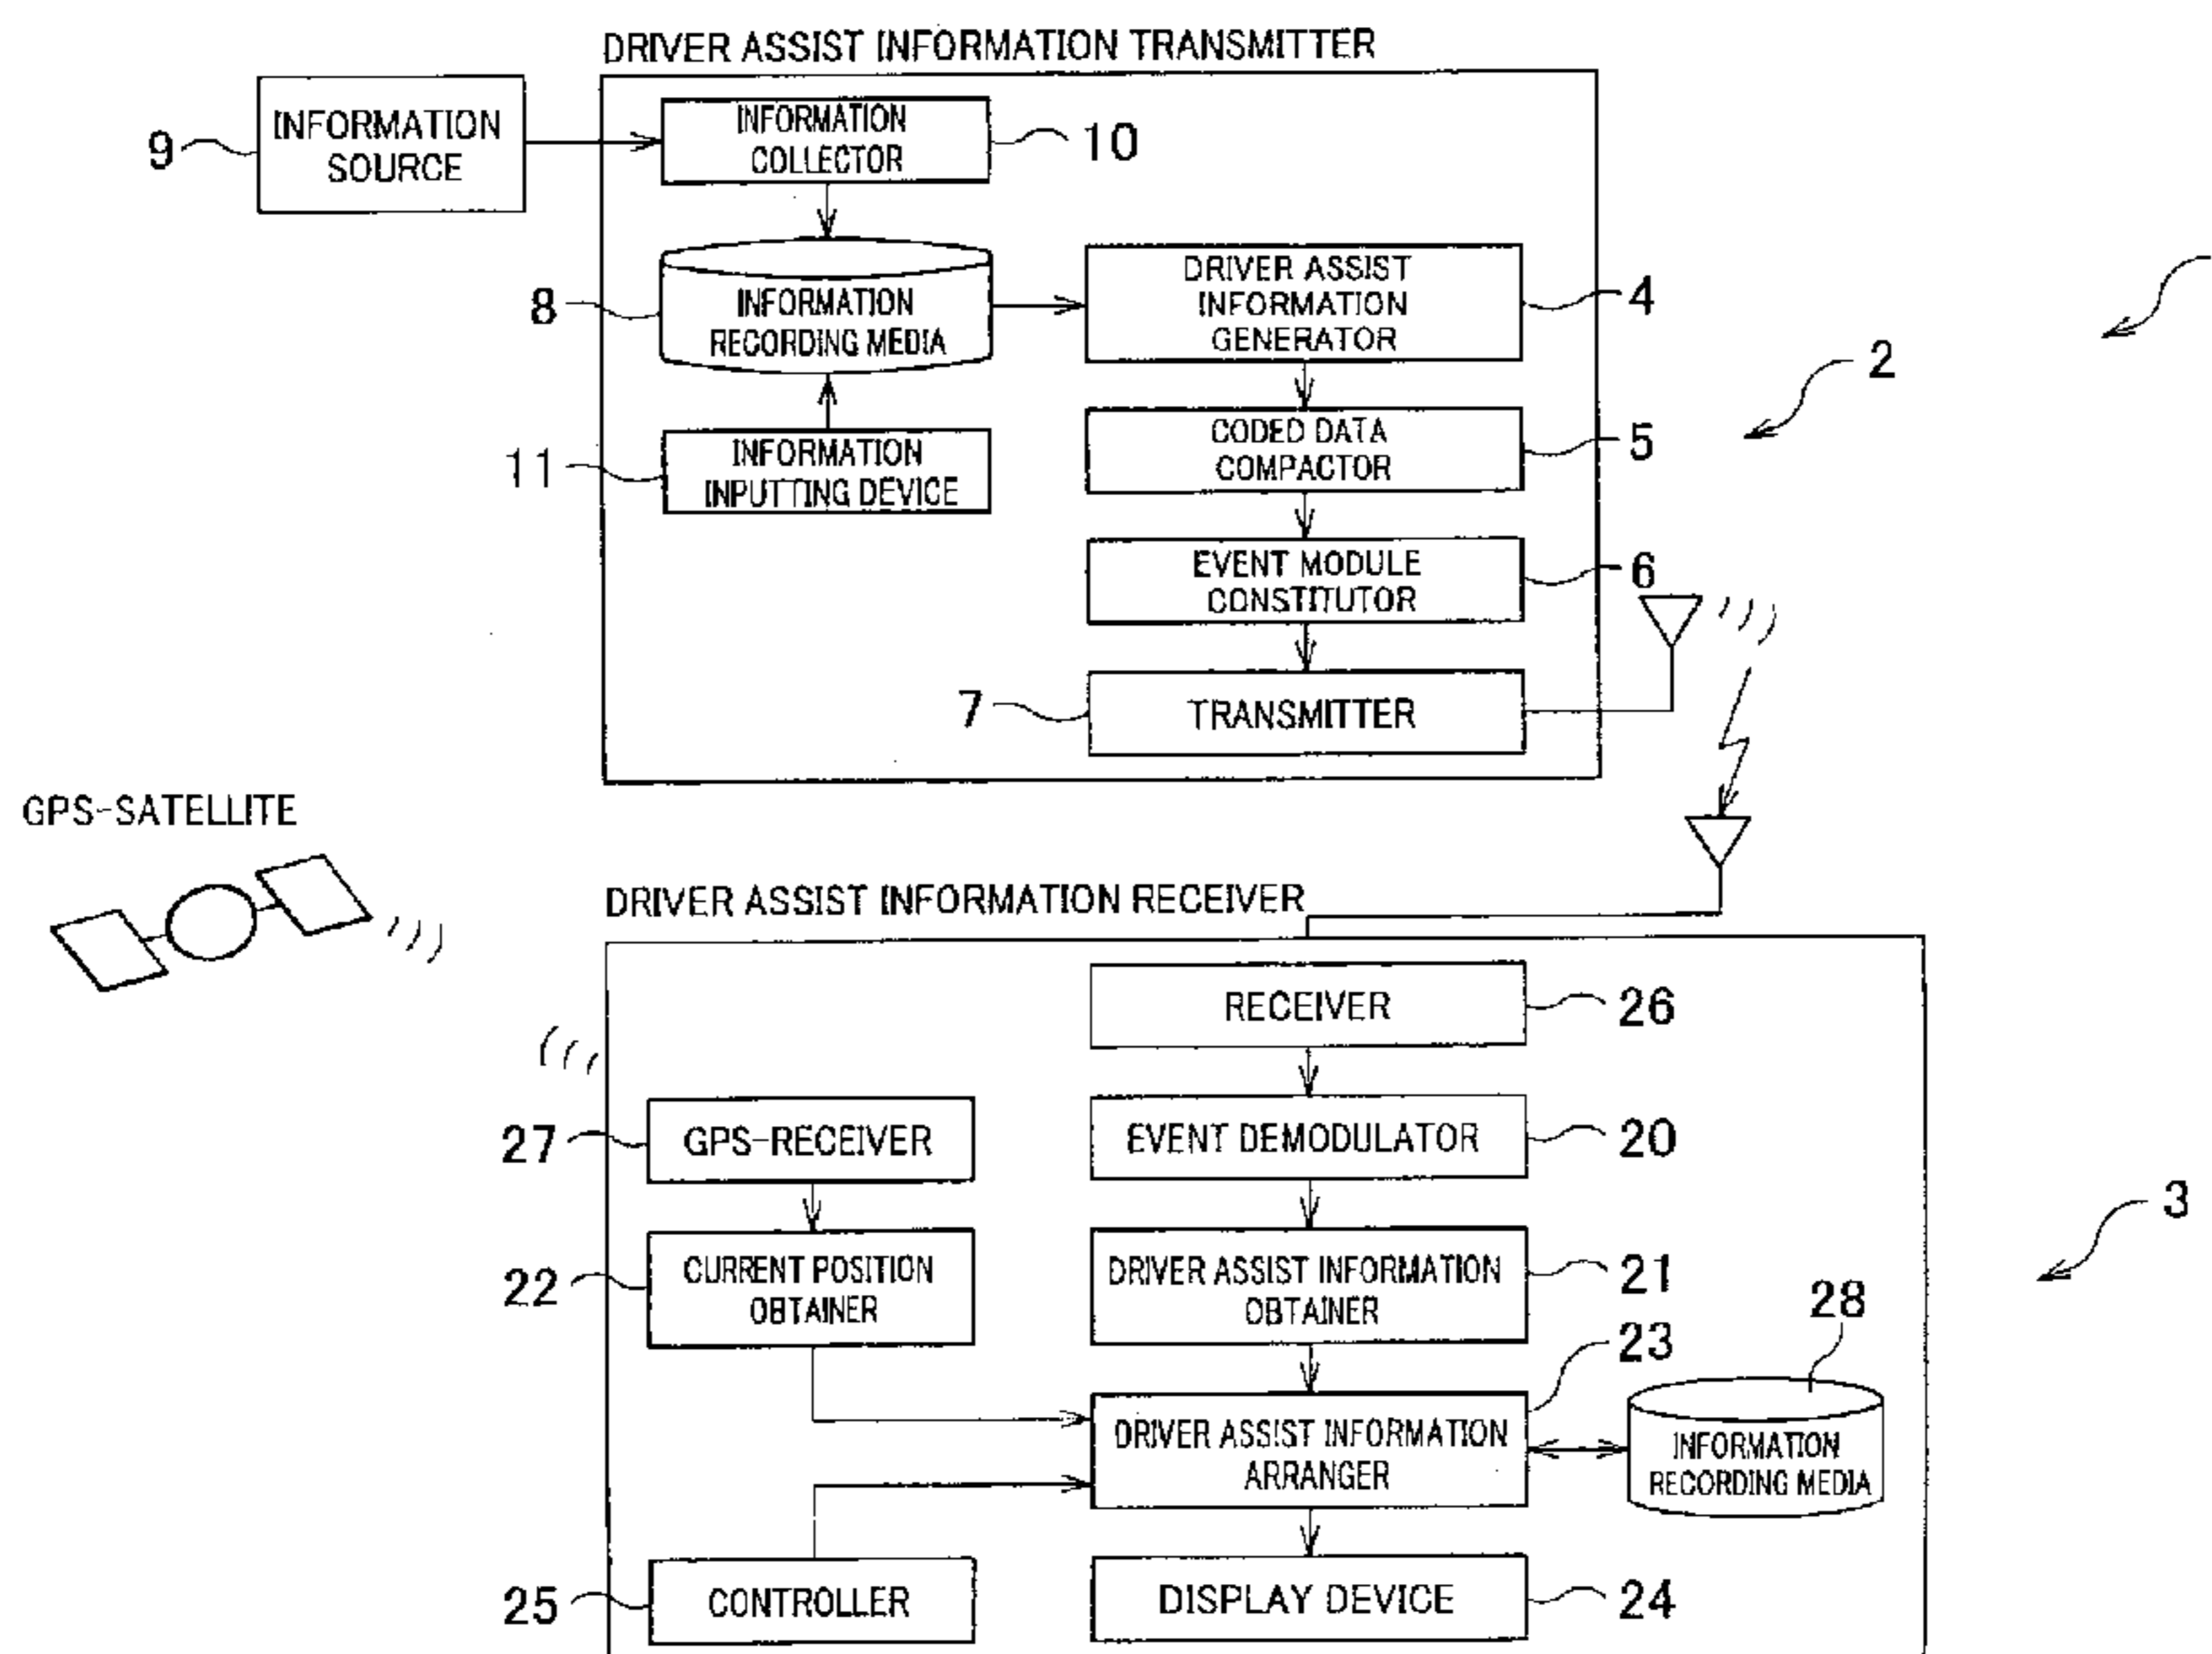 DRIVER ASSIST INFORMATION TRANSMITTER
9
INFORMATION
SOURCE
INFORMATION
COLLECTOR
10
8
INFORMATION
RECORDING MEDIA
DRIVER ASSIST
INFORMATION
GENERATOR
4
2
11
INFORMATION
INPUTTING DEVICE
CODED DATA
COMPACTOR
5
EVENT MODULE
CONSTITUTOR
6
7
TRANSMITTER
GPS-SATELLITE
DRIVER ASSIST INFORMATION RECEIVER
RECEIVER
26
27
GPS-RECEIVER
EVENT DEMODULATOR
20
3
22
CURRENT POSITION
OBTAINER
DRIVER ASSIST INFORMATION
OBTAINER
21
28
23
DRIVER ASSIST INFORMATION
ARRANGER
INFORMATION
RECORDING MEDIA
25
CONTROLLER
DISPLAY DEVICE
24